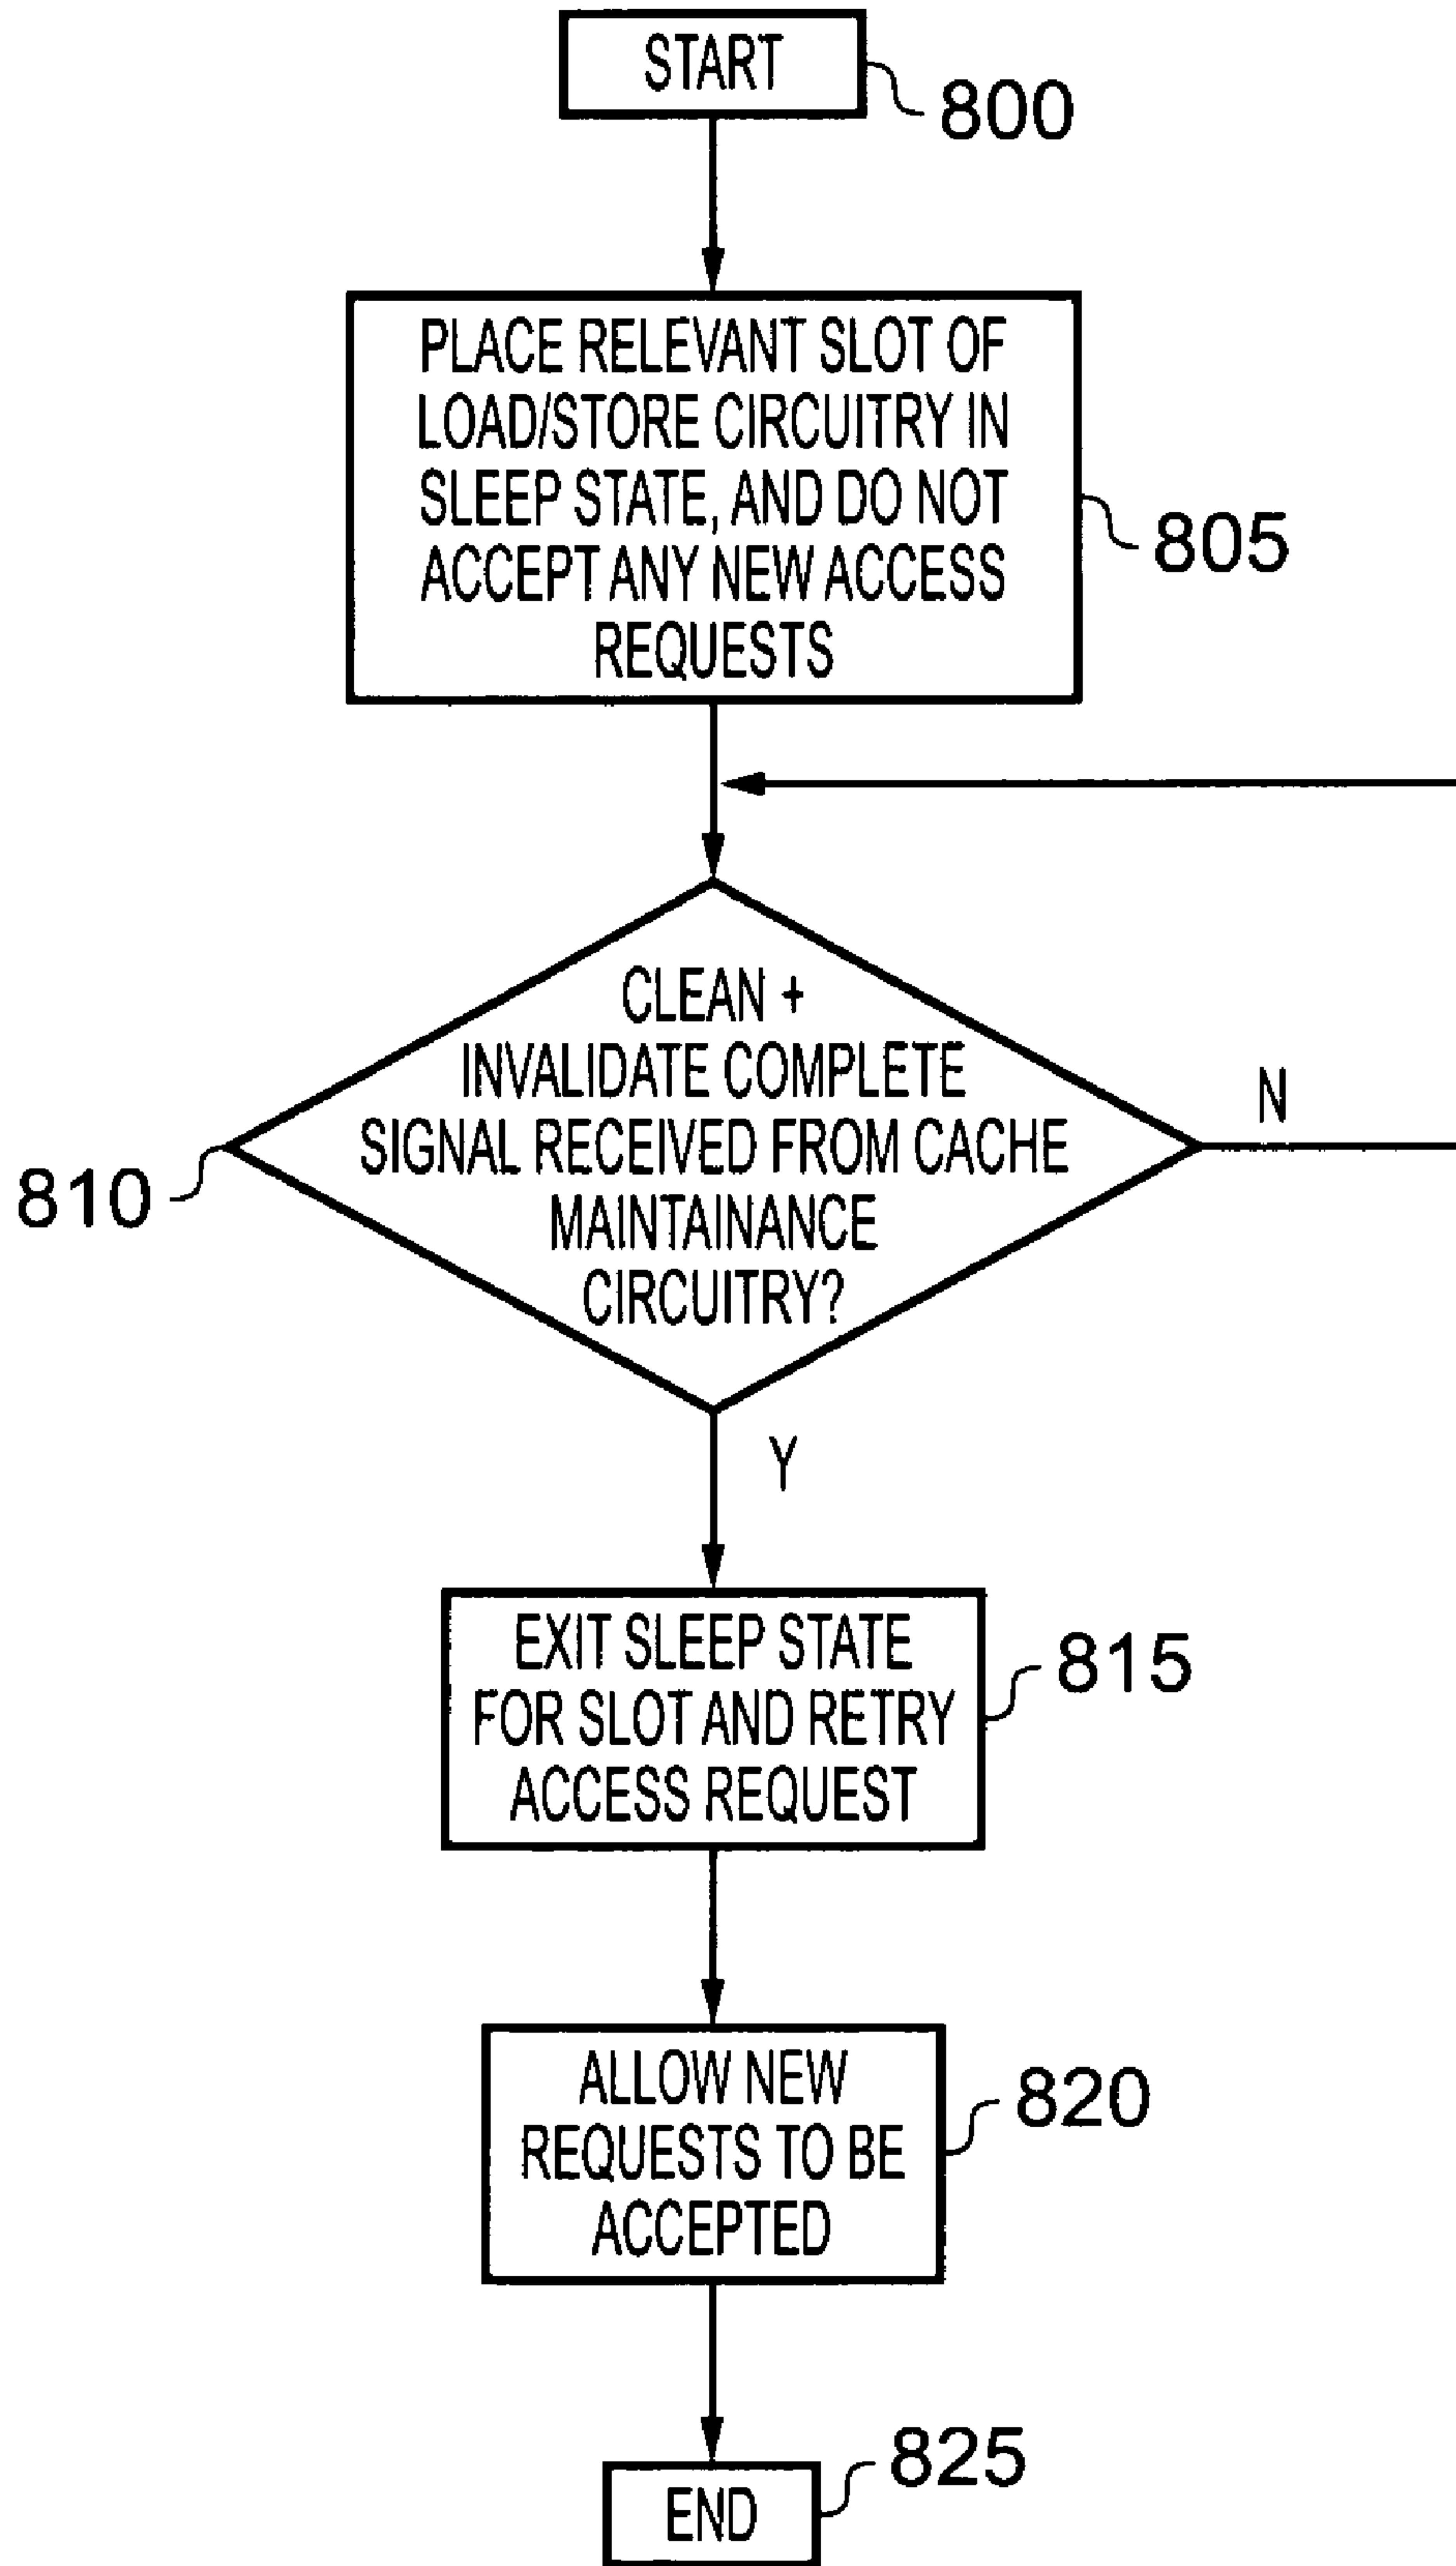 START
800
PLACE RELEVANT SLOT OF
LOAD/STORE CIRCUITRY IN
SLEEP STATE, AND DO NOT
ACCEPT ANY NEW ACCESS
REQUESTS
805
CLEAN +
INVALIDATE COMPLETE
SIGNAL RECEIVED FROM CACHE
MAINTAINANCE
CIRCUITRY?
810
N
Y
EXIT SLEEP STATE
FOR SLOT AND RETRY
ACCESS REQUEST
815
ALLOW NEW
REQUESTS TO BE
ACCEPTED
820
END
825